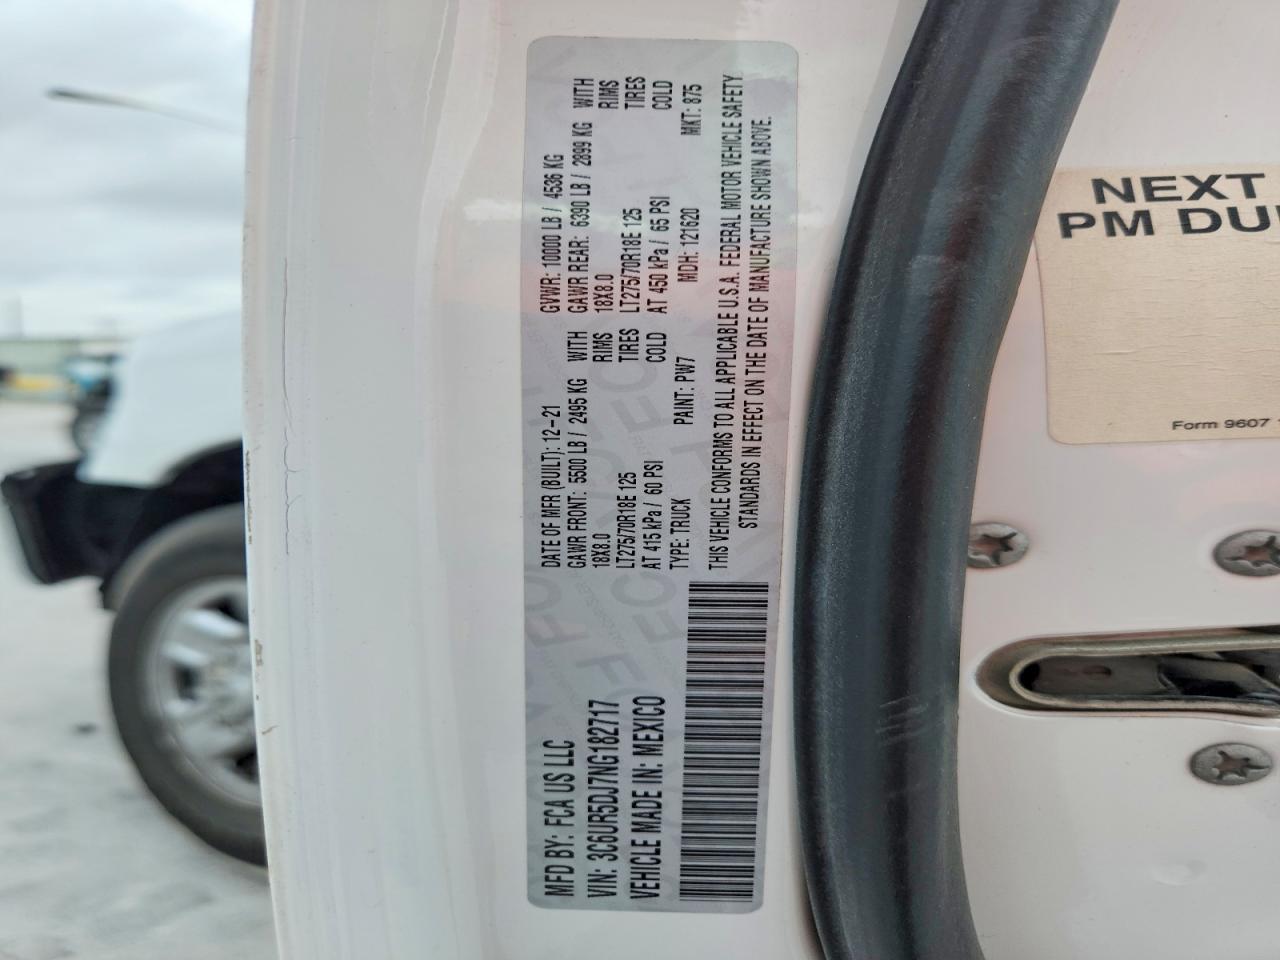 MFD BY: FCA US LLC
DATE OF MFR (BUILT): 12-21 GVWR: 10000 LB / 4536 KG
GAWR FRONT: 5500 LB / 2495 KG WITH GAWR REAR: 6390 LB / 2899 KG WITH
18X8.0 RIMS 18X8.0 RIMS
LT275/70R18E 125 TIRES LT275/70R18E 125 TIRES
AT 415 kPa / 60 PSI COLD AT 450 kPa / 65 PSI COLD
VIN: 3C6UR5DJ7NG182717
VEHICLE MADE IN: MEXICO
TYPE: TRUCK PAINT: PW7 MDH: 121620 MKT: 875
THIS VEHICLE CONFORMS TO ALL APPLICABLE U.S.A. FEDERAL MOTOR VEHICLE SAFETY
STANDARDS IN EFFECT ON THE DATE OF MANUFACTURE SHOWN ABOVE.
NEXT
PM DU
Form 9607